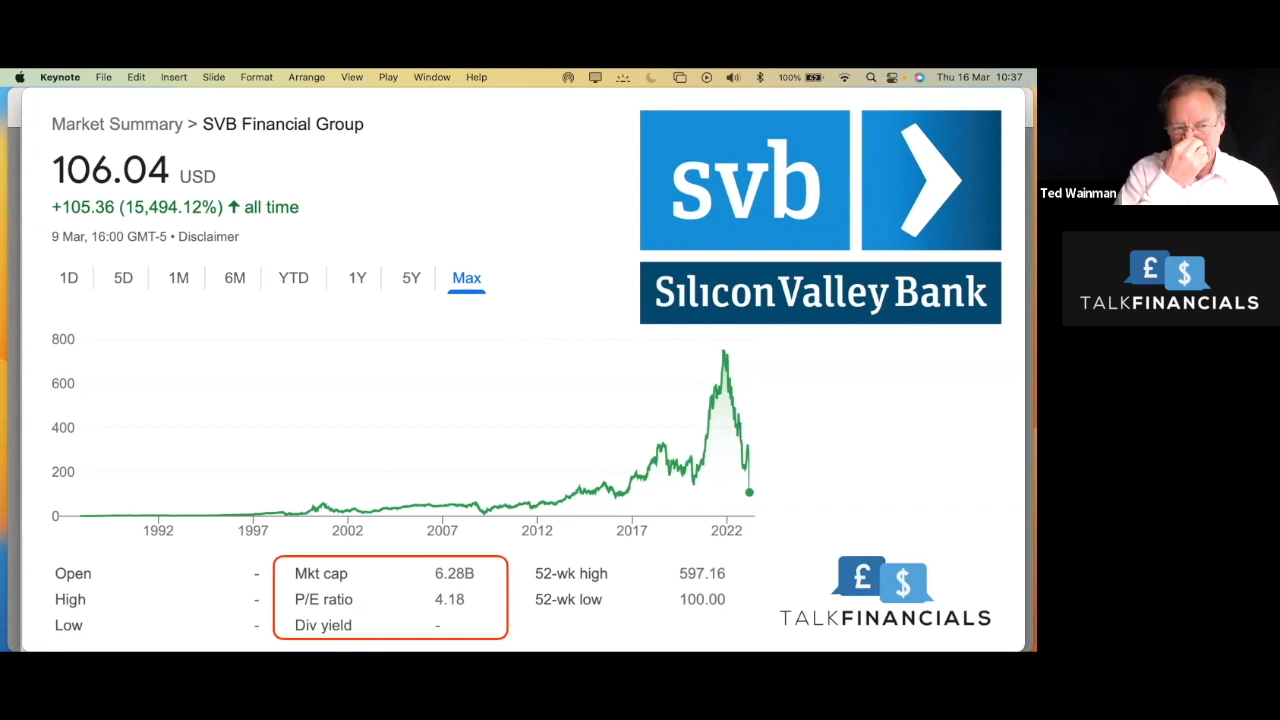 Keynote File Edit Insert Slide Format Arrange View Play Window Help 100% Thu 16 Mar 10:37
Market Summary > SVB Financial Group
106.04 USD
+105.36 (15,494.12%) ↑ all time
9 Mar, 16:00 GMT-5 • Disclaimer
1D 5D 1M 6M YTD 1Y 5Y Max
svb
Silicon Valley Bank
800
600
400
200
0
1992 1997 2002 2007 2012 2017 2022
Open - Mkt cap 6.28B 52-wk high 597.16
High - P/E ratio 4.18 52-wk low 100.00
Low - Div yield -
£ $
TALKFINANCIALS
Ted Wainman
£ $
TALKFINANCIALS